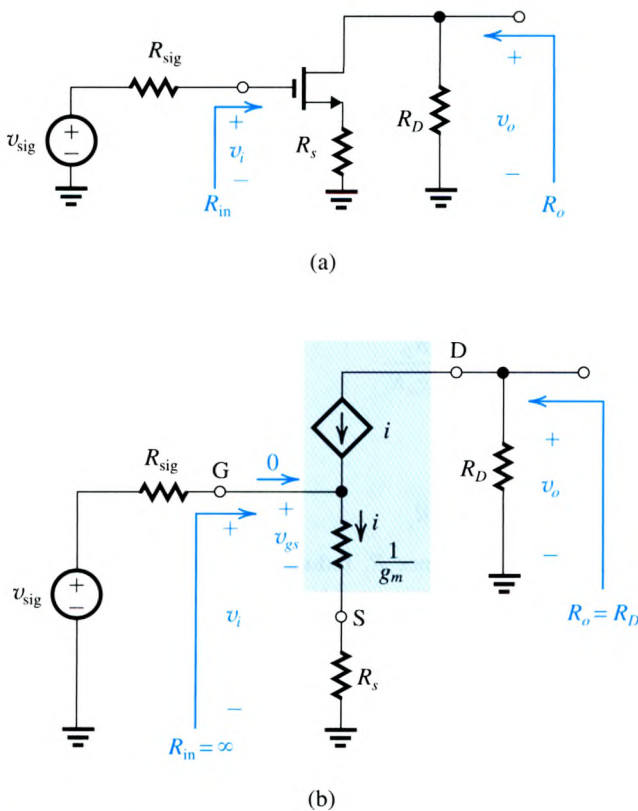 R_sig
v_sig
+
−
R_in
+
v_i
−
R_s
R_D
+
v_o
−
R_o
(a)
D
i
R_sig
G
0
+
v_gs
−
i
1/g_m
R_D
+
v_o
−
R_o = R_D
v_sig
+
−
+
v_i
−
S
R_s
R_in = ∞
(b)